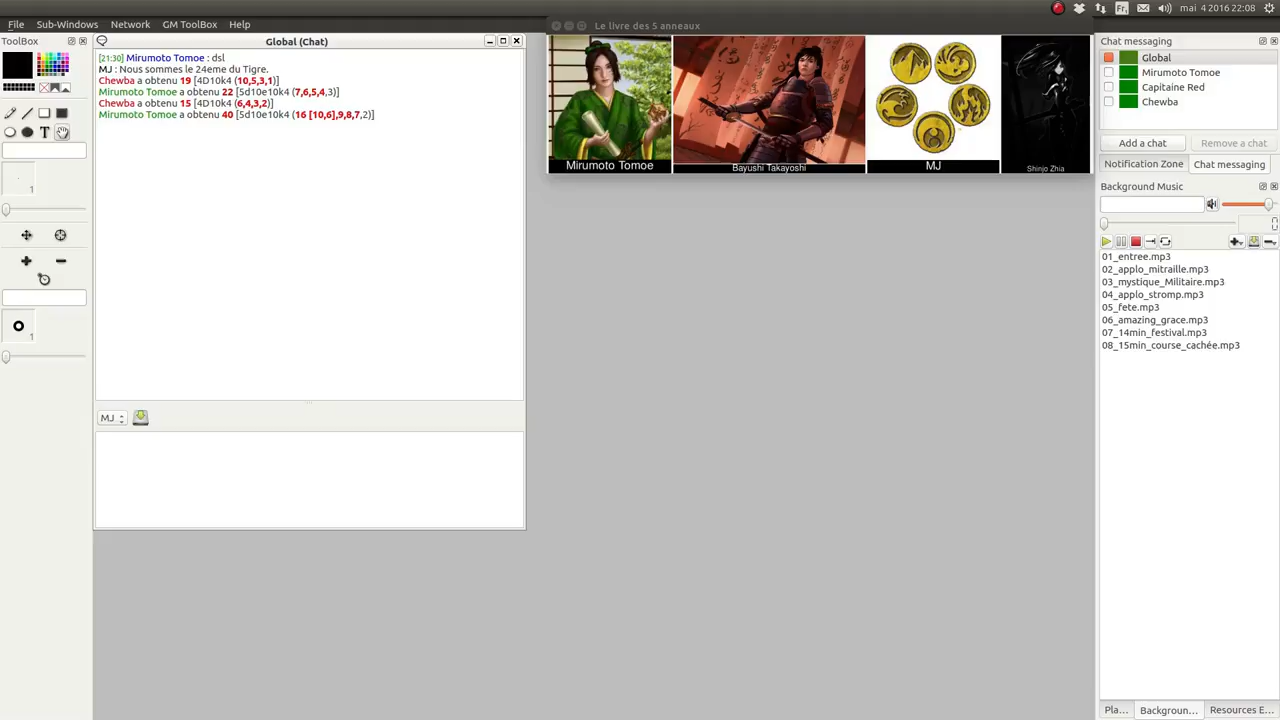 Le livre des 5 anneaux
Fr₁
mai 4 2016 22:08
File Sub-Windows Network GM ToolBox Help
ToolBox
Global (Chat)
[21:30] Mirumoto Tomoe : dsl
MJ : Nous sommes le 24eme du Tigre.
Chewba a obtenu 19 [4D10k4 (10,5,3,1)]
Mirumoto Tomoe a obtenu 22 [5d10e10k4 (7,6,5,4,3)]
Chewba a obtenu 15 [4D10k4 (6,4,3,2)]
Mirumoto Tomoe a obtenu 40 [5d10e10k4 (16 [10,6],9,8,7,2)]
T
1
1
MJ
Mirumoto Tomoe
Bayushi Takayoshi
MJ
Shinjo Zhia
Chat messaging
Global
Mirumoto Tomoe
Capitaine Red
Chewba
Add a chat
Remove a chat
Notification Zone
Chat messaging
Background Music
0
01_entree.mp3
02_applo_mitraille.mp3
03_mystique_Militaire.mp3
04_applo_stromp.mp3
05_fete.mp3
06_amazing_grace.mp3
07_14min_festival.mp3
08_15min_course_cachée.mp3
Pla... Backgroun... Resources E...